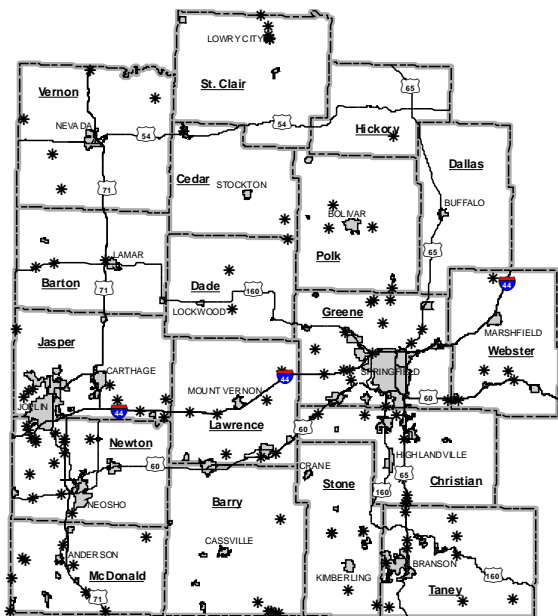 LOWRY CITY
St. Clair
65
Vernon
54
NEVADA
54
Hickory
Dallas
Cedar
STOCKTON
71
BUFFALO
BOLIVAR
Polk
65
LAMAR
Barton
71
Dade
160
44
LOCKWOOD
Greene
MARSHFIELD
Jasper
Webster
CARTHAGE
SPRINGFIELD
44
MOUNT VERNON
60
JOPLIN
44
Lawrence
60
Newton
HIGHLANDVILLE
60
CRANE
65
Christian
Stone
160
NEOSHO
Barry
ANDERSON
CASSVILLE
BRANSON
McDonald
KIMBERLING
160
Taney
71